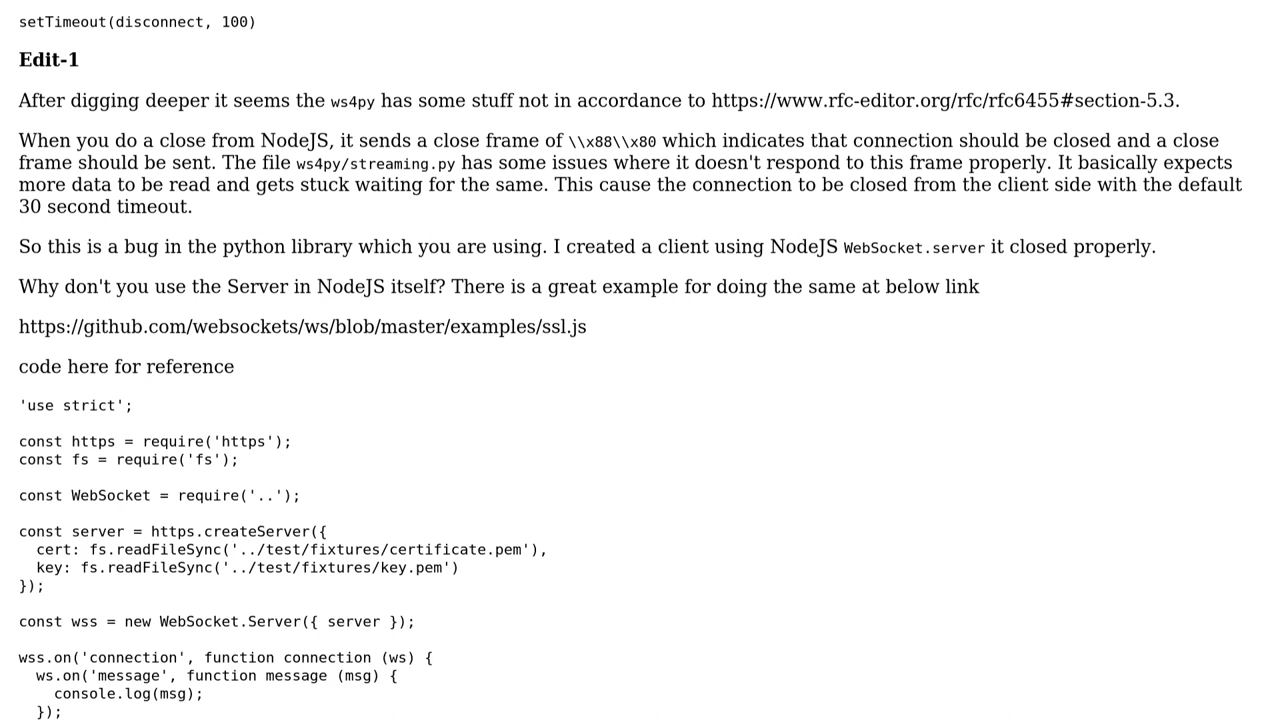 setTimeout(disconnect, 100)
Edit-1
After digging deeper it seems the ws4py has some stuff not in accordance to https://www.rfc-editor.org/rfc/rfc6455#section-5.3.
When you do a close from NodeJS, it sends a close frame of \\x88\\x80 which indicates that connection should be closed and a close
frame should be sent. The file ws4py/streaming.py has some issues where it doesn't respond to this frame properly. It basically expects
more data to be read and gets stuck waiting for the same. This cause the connection to be closed from the client side with the default
30 second timeout.
So this is a bug in the python library which you are using. I created a client using NodeJS WebSocket.server it closed properly.
Why don't you use the Server in NodeJS itself? There is a great example for doing the same at below link
https://github.com/websockets/ws/blob/master/examples/ssl.js
code here for reference
'use strict';
const https = require('https');
const fs = require('fs');
const WebSocket = require('..');
const server = https.createServer({
  cert: fs.readFileSync('../test/fixtures/certificate.pem'),
  key: fs.readFileSync('../test/fixtures/key.pem')
});
const wss = new WebSocket.Server({ server });
wss.on('connection', function connection (ws) {
  ws.on('message', function message (msg) {
    console.log(msg);
  });